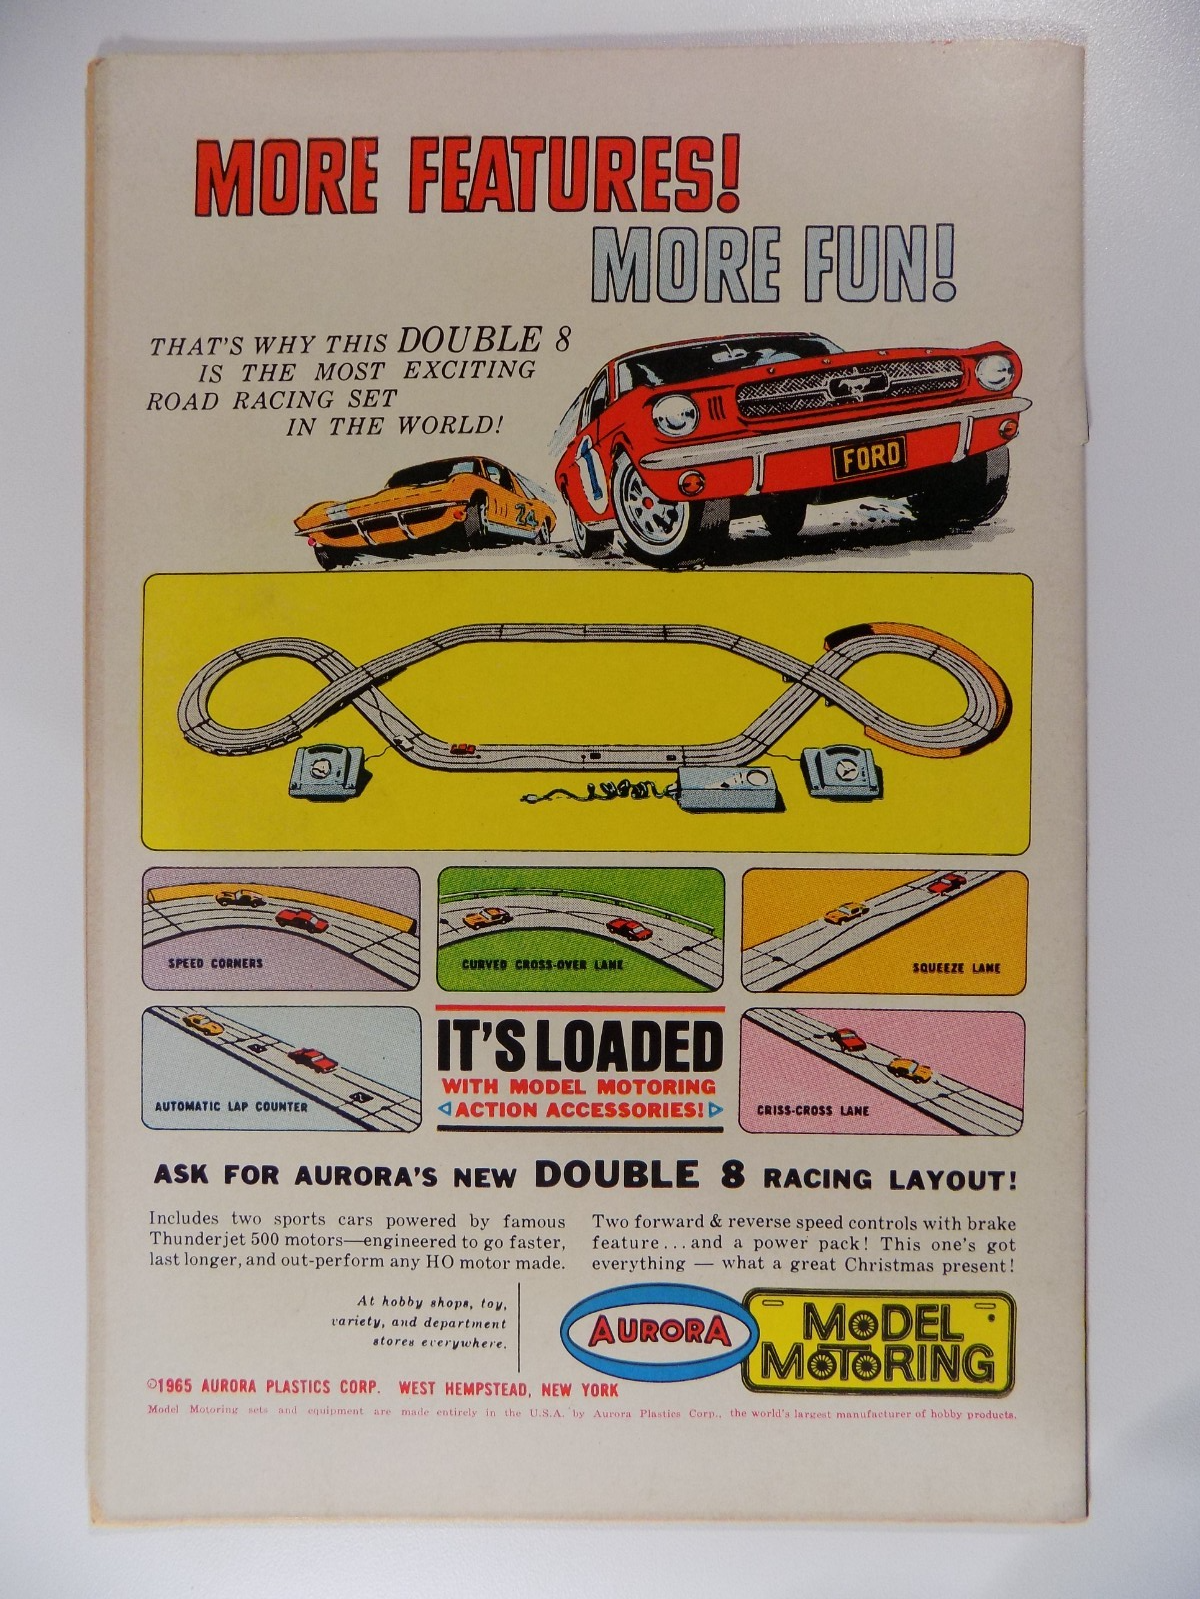 MORE FEATURES!
MORE FUN!
THAT'S WHY THIS DOUBLE 8
IS THE MOST EXCITING
ROAD RACING SET
IN THE WORLD!
1
FORD
24
SPEED CORNERS
CURVED CROSS-OVER LANE
SQUEEZE LANE
AUTOMATIC LAP COUNTER
IT'S LOADED
WITH MODEL MOTORING
ACTION ACCESSORIES!
CRISS-CROSS LANE
ASK FOR AURORA'S NEW DOUBLE 8 RACING LAYOUT!
Includes two sports cars powered by famous
Thunderjet 500 motors—engineered to go faster,
last longer, and out-perform any HO motor made.
Two forward & reverse speed controls with brake
feature...and a power pack! This one's got
everything — what a great Christmas present!
At hobby shops, toy,
variety, and department
stores everywhere.
AURORA
MODEL
MOTORING
©1965 AURORA PLASTICS CORP. WEST HEMPSTEAD, NEW YORK
Model Motoring sets and equipment are made entirely in the U.S.A. by Aurora Plastics Corp., the world's largest manufacturer of hobby products.